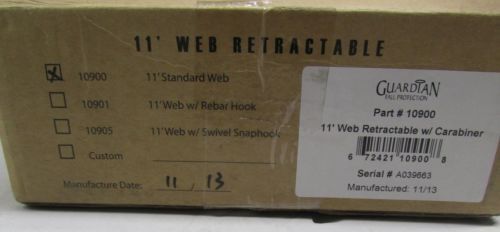 11' WEB RETRACTABLE
10900 11' Standard Web
10901 11' Web w/ Rebar Hook
10905 11' Web w/ Swivel Snaphook
Custom
Manufacture Date: 11, 13
GUARDIAN
FALL PROTECTION
Part # 10900
11' Web Retractable w/ Carabiner
6 72421 10900 8
Serial # A039663
Manufactured: 11/13